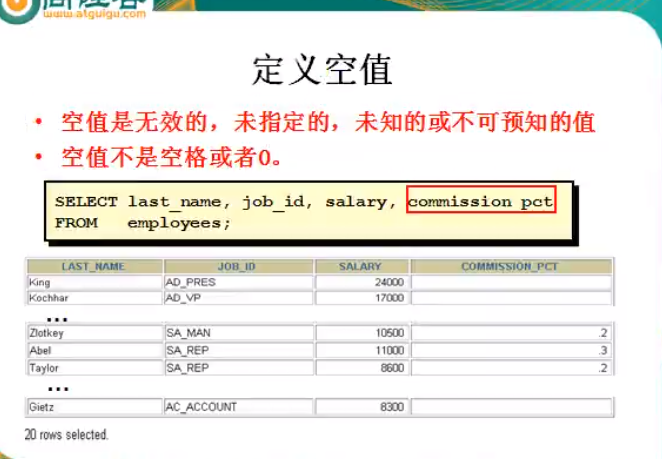 www.atguigu.com
定义空值
• 空值是无效的，未指定的，未知的或不可预知的值
• 空值不是空格或者0。
SELECT last_name, job_id, salary, commission_pct
FROM employees;
LAST_NAME JOB_ID SALARY COMMISSION_PCT
King AD_PRES 24000
Kochhar AD_VP 17000
...
Zlotkey SA_MAN 10500 .2
Abel SA_REP 11000 .3
Taylor SA_REP 8600 .2
...
Gietz AC_ACCOUNT 8300
20 rows selected.